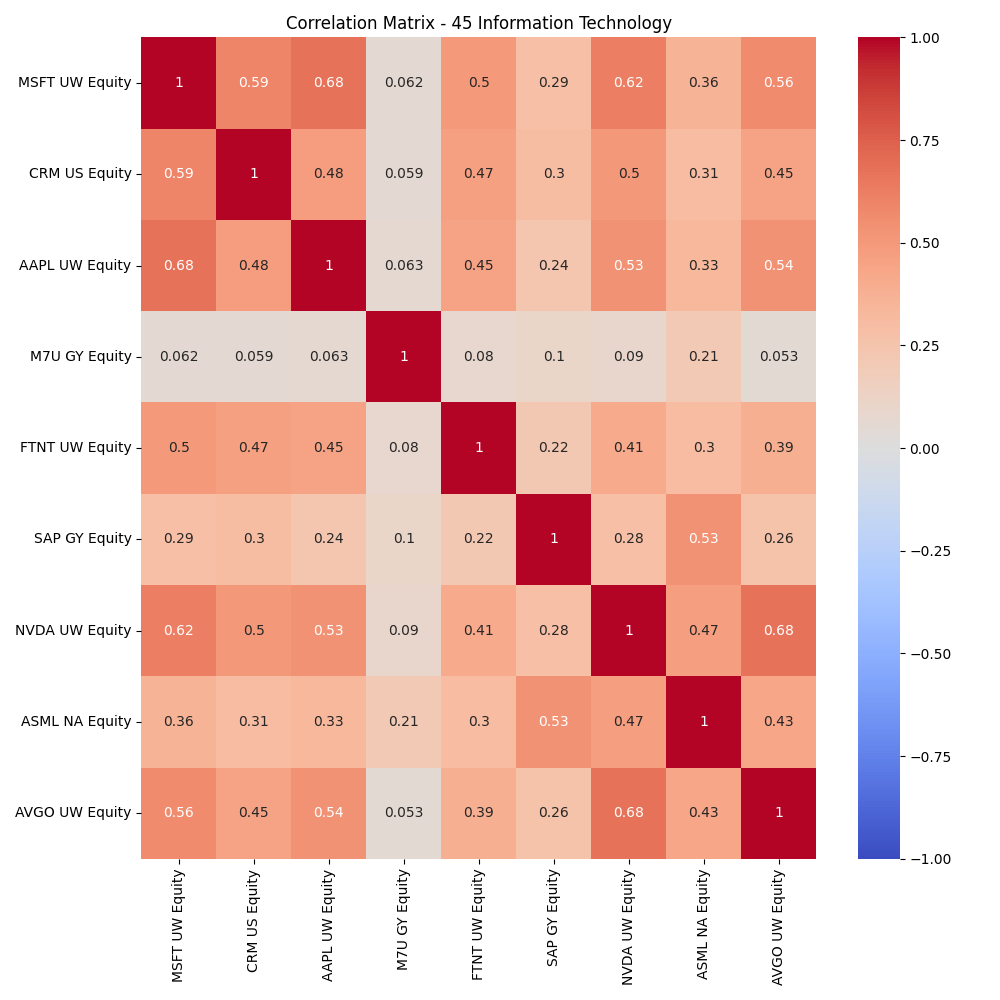 Correlation Matrix - 45 Information Technology
MSFT UW Equity 1 0.59 0.68 0.062 0.5 0.29 0.62 0.36 0.56
CRM US Equity 0.59 1 0.48 0.059 0.47 0.3 0.5 0.31 0.45
AAPL UW Equity 0.68 0.48 1 0.063 0.45 0.24 0.53 0.33 0.54
M7U GY Equity 0.062 0.059 0.063 1 0.08 0.1 0.09 0.21 0.053
FTNT UW Equity 0.5 0.47 0.45 0.08 1 0.22 0.41 0.3 0.39
SAP GY Equity 0.29 0.3 0.24 0.1 0.22 1 0.28 0.53 0.26
NVDA UW Equity 0.62 0.5 0.53 0.09 0.41 0.28 1 0.47 0.68
ASML NA Equity 0.36 0.31 0.33 0.21 0.3 0.53 0.47 1 0.43
AVGO UW Equity 0.56 0.45 0.54 0.053 0.39 0.26 0.68 0.43 1
MSFT UW Equity
CRM US Equity
AAPL UW Equity
M7U GY Equity
FTNT UW Equity
SAP GY Equity
NVDA UW Equity
ASML NA Equity
AVGO UW Equity
1.00
0.75
0.50
0.25
0.00
−0.25
−0.50
−0.75
−1.00